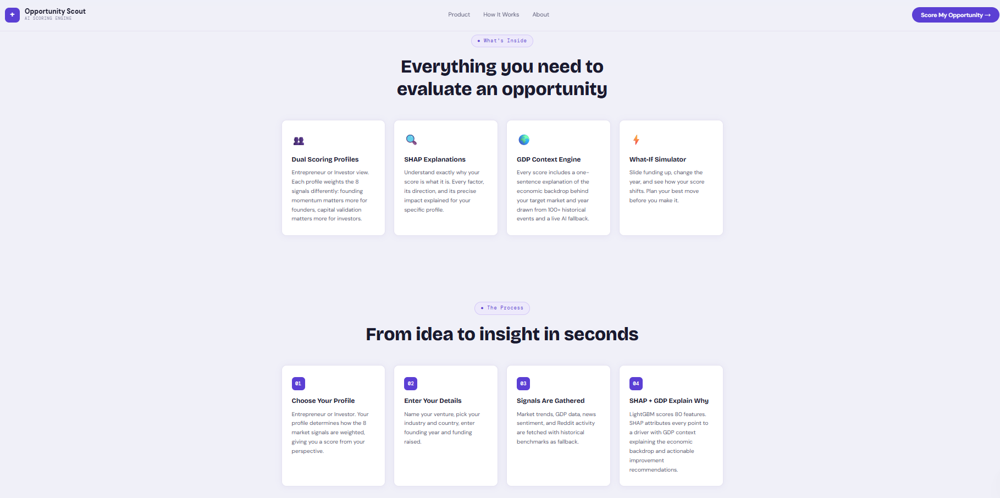 Opportunity Scout
AI SCORING ENGINE
Product
How It Works
About
Score My Opportunity →
What's Inside
Everything you need to
evaluate an opportunity
Dual Scoring Profiles
Entrepreneur or Investor view.
Each profile weights the 8
signals differently: founding
momentum matters more for
founders, capital validation
matters more for investors.
SHAP Explanations
Understand exactly why your
score is what it is. Every factor,
its direction, and its precise
impact explained for your
specific profile.
GDP Context Engine
Every score includes a one-
sentence explanation of the
economic backdrop behind
your target market and year
drawn from 100+ historical
events and a live AI fallback.
What-If Simulator
Slide funding up, change the
year, and see how your score
shifts. Plan your best move
before you make it.
The Process
From idea to insight in seconds
01
Choose Your Profile
Entrepreneur or Investor. Your
profile determines how the 8
market signals are weighted,
giving you a score from your
perspective.
02
Enter Your Details
Name your venture, pick your
industry and country, enter
founding year and funding
raised.
03
Signals Are Gathered
Market trends, GDP data, news
sentiment, and Reddit activity
are fetched with historical
benchmarks as fallback.
04
SHAP + GDP Explain Why
LightGBM scores 80 features.
SHAP attributes every point to
a driver with GDP context
explaining the economic
backdrop and actionable
improvement
recommendations.